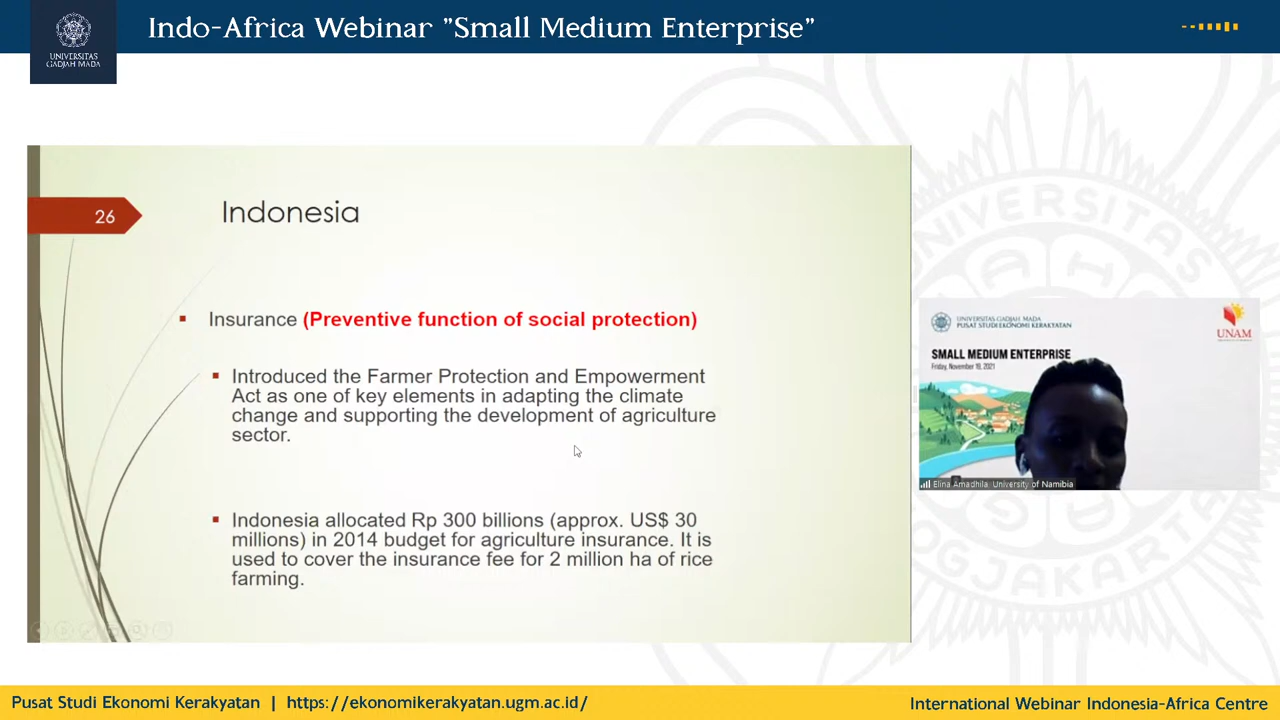 Indo-Africa Webinar "Small Medium Enterprise"
UNIVERSITAS
GADJAH MADA
26
Indonesia
Insurance (Preventive function of social protection)
Introduced the Farmer Protection and Empowerment
Act as one of key elements in adapting the climate
change and supporting the development of agriculture
sector.
Indonesia allocated Rp 300 billions (approx. US$ 30
millions) in 2014 budget for agriculture insurance. It is
used to cover the insurance fee for 2 million ha of rice
farming.
UNIVERSITAS GADJAH MADA
PUSAT STUDI EKONOMI KERAKYATAN
UNAM
SMALL MEDIUM ENTERPRISE
Friday, November 19, 2021
Elina Amadhila University of Namibia
Pusat Studi Ekonomi Kerakyatan | https://ekonomikerakyatan.ugm.ac.id/
International Webinar Indonesia-Africa Centre